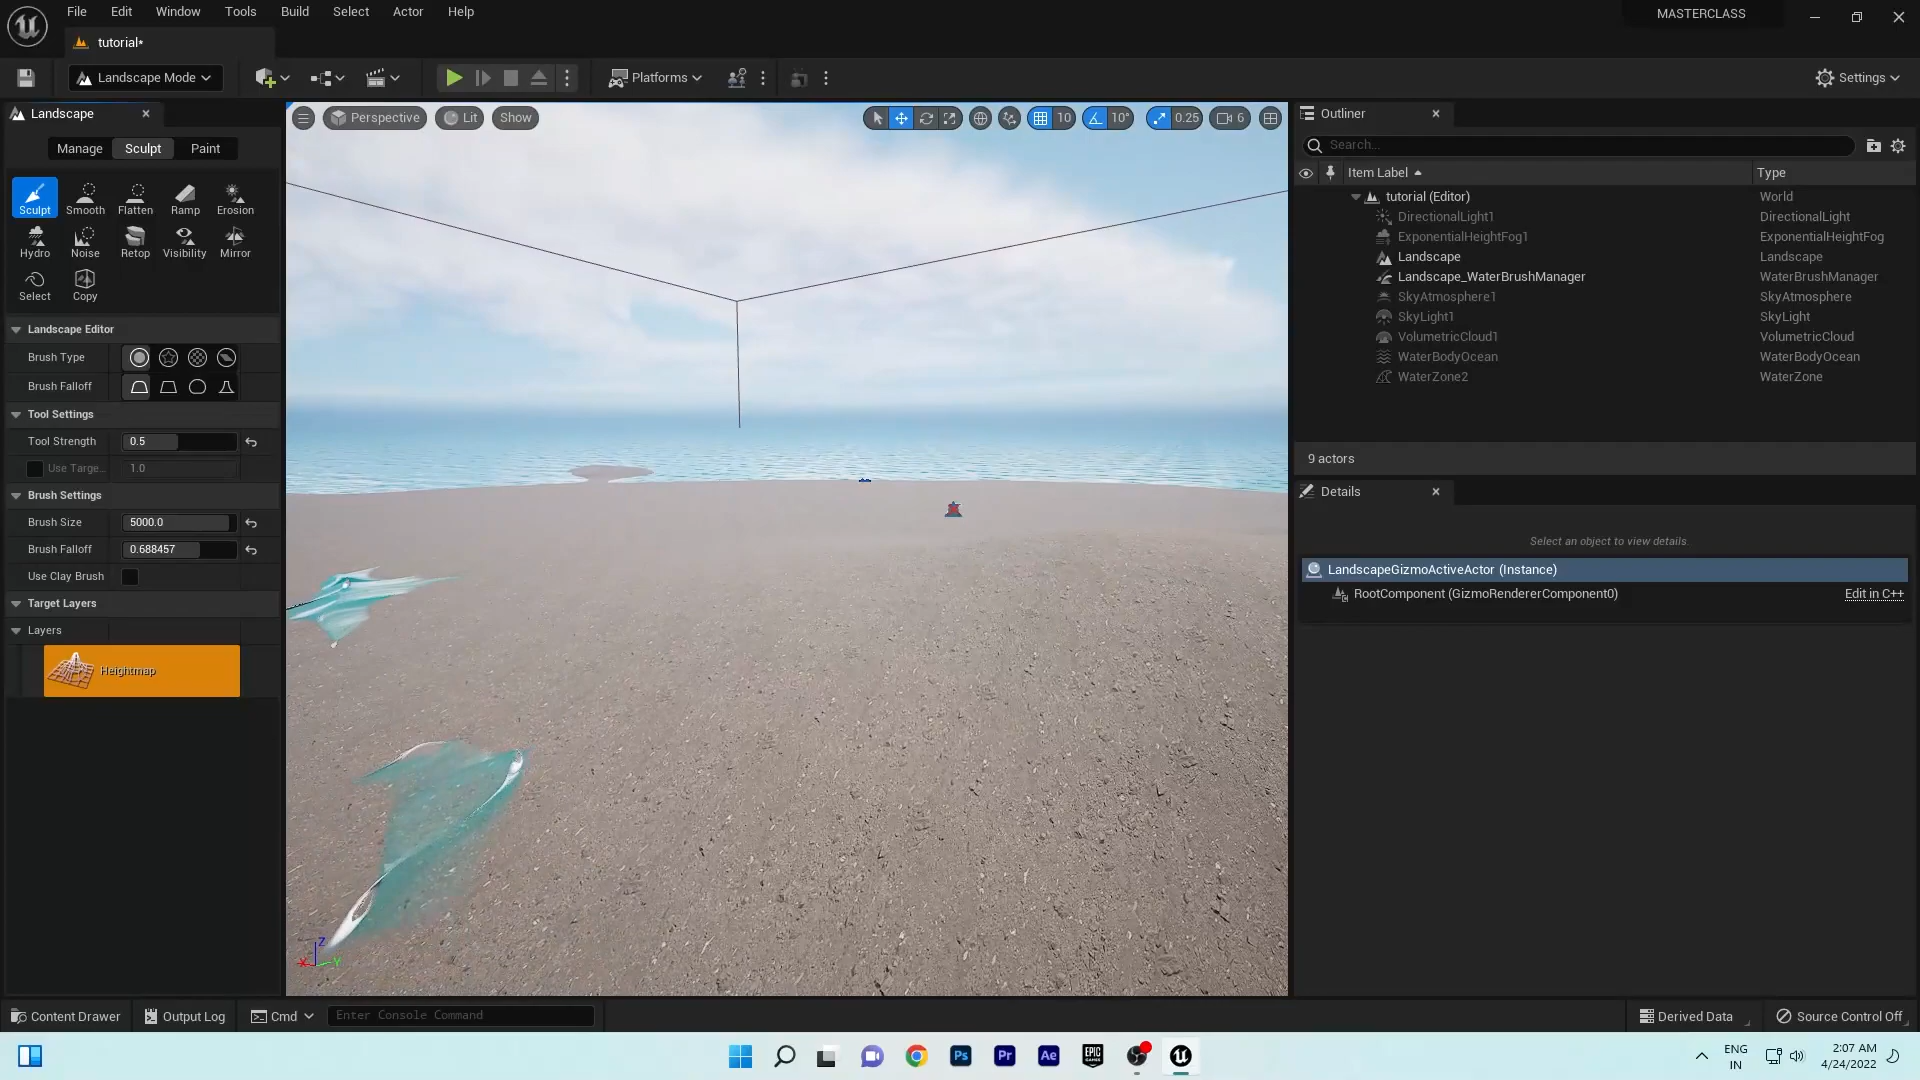 File Edit Window Tools Build Select Actor Help
MASTERCLASS
tutorial*
Landscape Mode
Platforms
Settings
Landscape
Manage Sculpt Paint
Sculpt Smooth Flatten Ramp Erosion
Hydro Noise Retop Visibility Mirror
Select Copy
Landscape Editor
Brush Type
Brush Falloff
Tool Settings
Tool Strength 0.5
Use Targe... 1.0
Brush Settings
Brush Size 5000.0
Brush Falloff 0.688457
Use Clay Brush
Target Layers
Layers
Heightmap
Perspective Lit Show
10 10° 0.25 6
Z
X Y
Outliner
Search...
Item Label Type
tutorial (Editor) World
DirectionalLight1 DirectionalLight
ExponentialHeightFog1 ExponentialHeightFog
Landscape Landscape
Landscape_WaterBrushManager WaterBrushManager
SkyAtmosphere1 SkyAtmosphere
SkyLight1 SkyLight
VolumetricCloud1 VolumetricCloud
WaterBodyOcean WaterBodyOcean
WaterZone2 WaterZone
9 actors
Details
Select an object to view details.
LandscapeGizmoActiveActor (Instance)
RootComponent (GizmoRendererComponent0) Edit in C++
Content Drawer Output Log Cmd Enter Console Command
Derived Data Source Control Off
Ps Pr Ae EPIC GAMES
ENG
IN
2:07 AM
4/24/2022